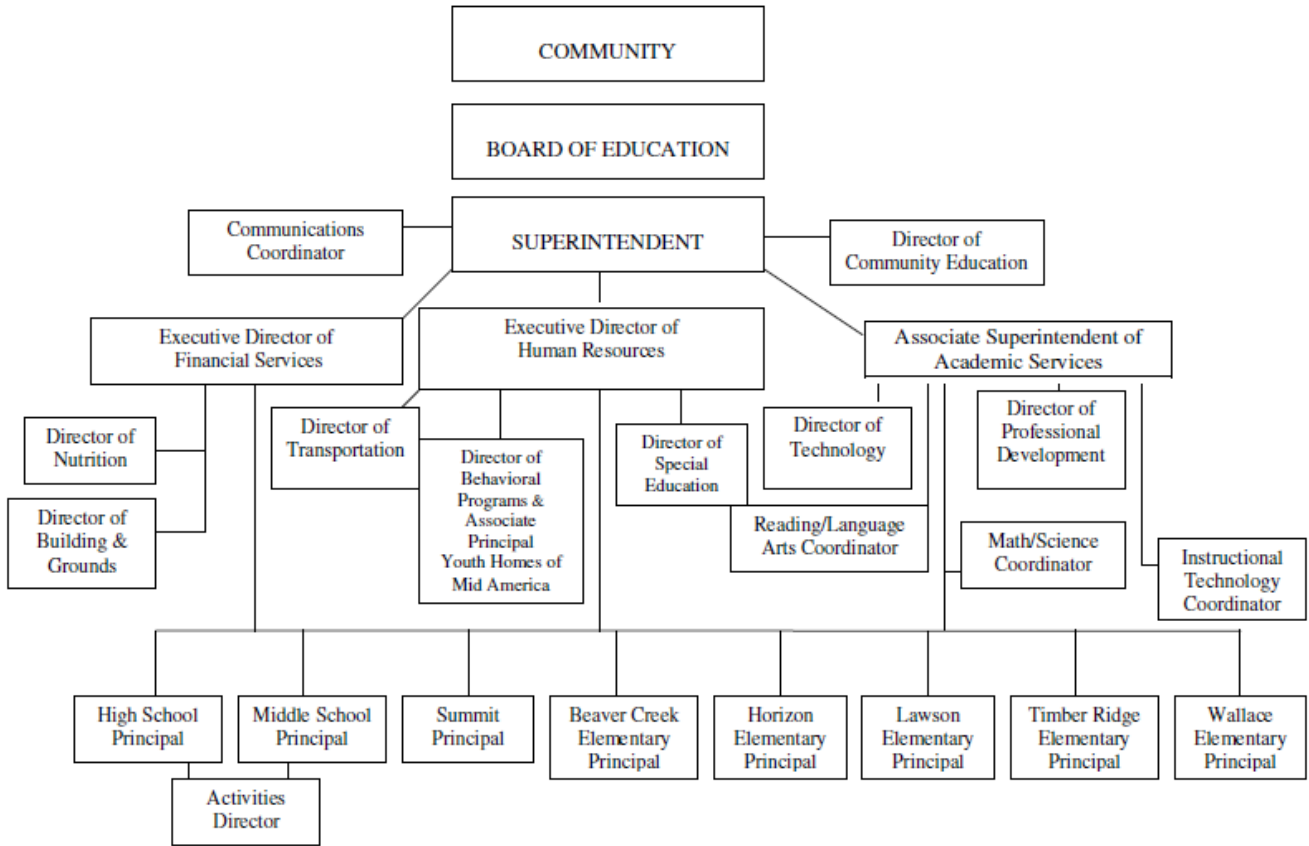 COMMUNITY
BOARD OF EDUCATION
SUPERINTENDENT
Communications
Coordinator
Director of
Community Education
Executive Director of
Financial Services
Executive Director of
Human Resources
Associate Superintendent of
Academic Services
Director of
Nutrition
Director of
Building &
Grounds
Director of
Transportation
Director of
Behavioral
Programs &
Associate
Principal
Youth Homes of
Mid America
Director of
Special
Education
Director of
Technology
Reading/Language
Arts Coordinator
Director of
Professional
Development
Math/Science
Coordinator
Instructional
Technology
Coordinator
High School
Principal
Middle School
Principal
Summit
Principal
Beaver Creek
Elementary
Principal
Horizon
Elementary
Principal
Lawson
Elementary
Principal
Timber Ridge
Elementary
Principal
Wallace
Elementary
Principal
Activities
Director